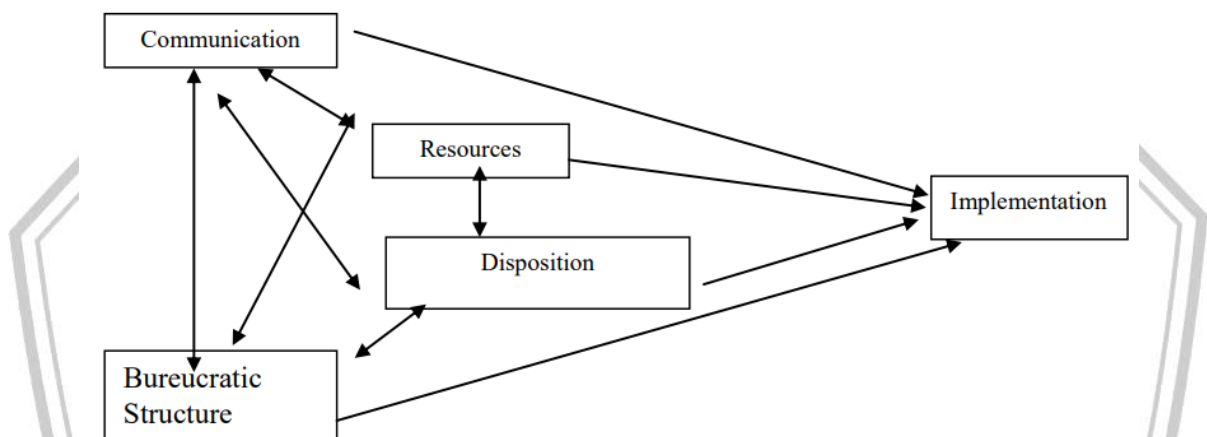 Communication
Resources
Implementation
Disposition
Bureucratic
Structure